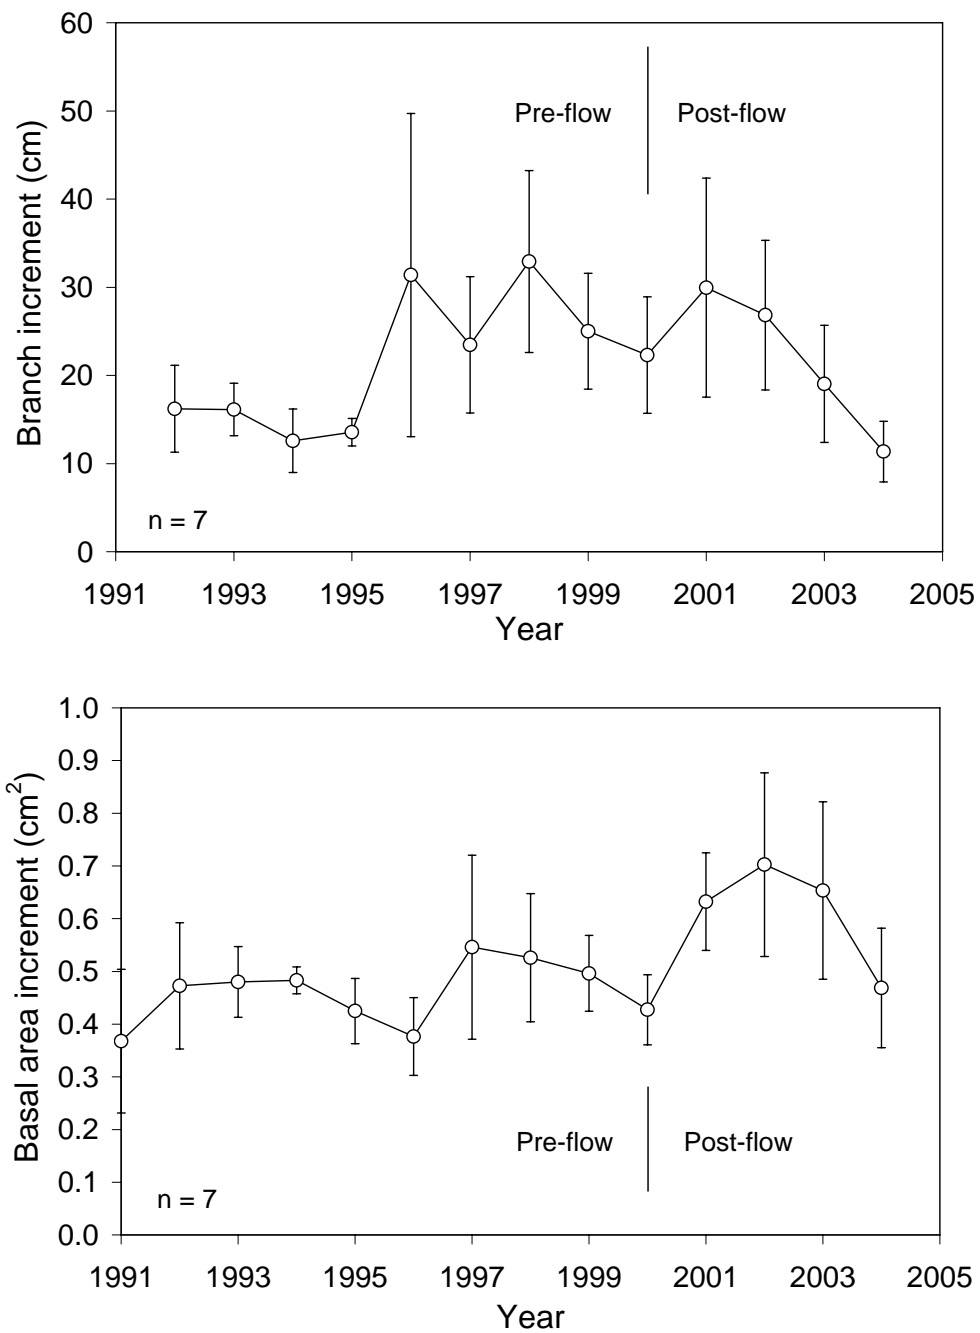 60
50
40
30
20
10
0
Branch increment (cm)
Pre-flow Post-flow
n = 7
1991 1993 1995 1997 1999 2001 2003 2005
Year
1.0
0.9
0.8
0.7
0.6
0.5
0.4
0.3
0.2
0.1
0.0
Basal area increment (cm²)
Pre-flow Post-flow
n = 7
1991 1993 1995 1997 1999 2001 2003 2005
Year